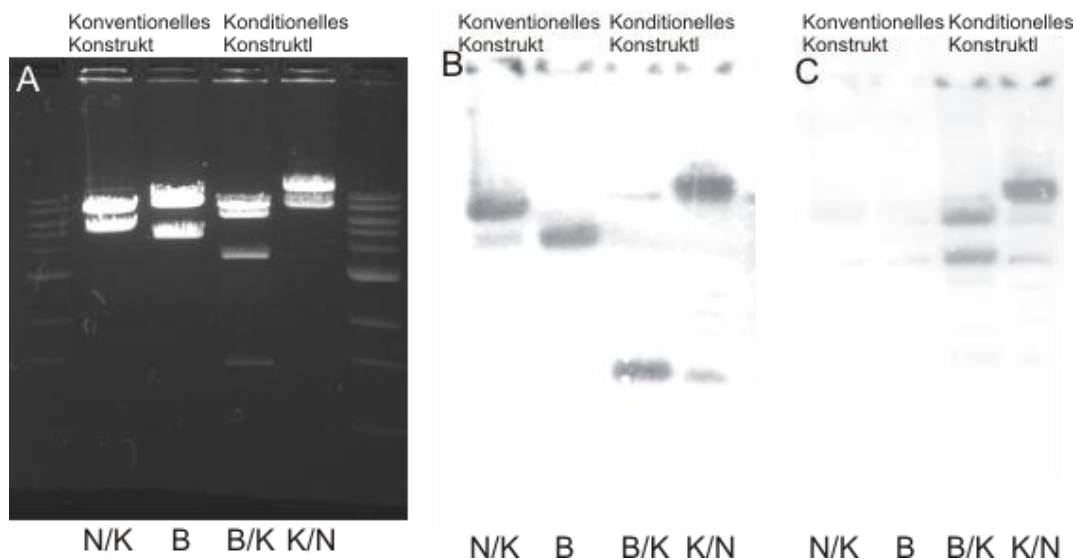 Konventionelles Konditionelles
Konstrukt Konstruktl
A
N/K B B/K K/N
Konventionelles Konditionelles
Konstrukt Konstruktl
B
N/K B B/K K/N
Konventionelles Konditionelles
Konstrukt Konstruktl
C
N/K B B/K K/N